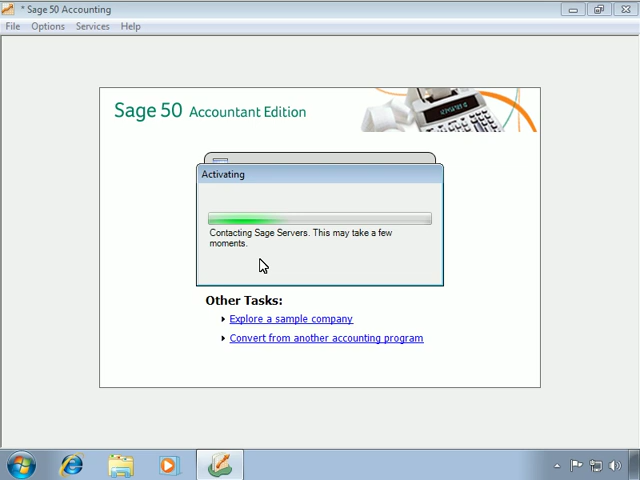 * Sage 50 Accounting
File Options Services Help
Sage 50 Accountant Edition
Activating
Contacting Sage Servers. This may take a few
moments.
Other Tasks:
Explore a sample company
Convert from another accounting program